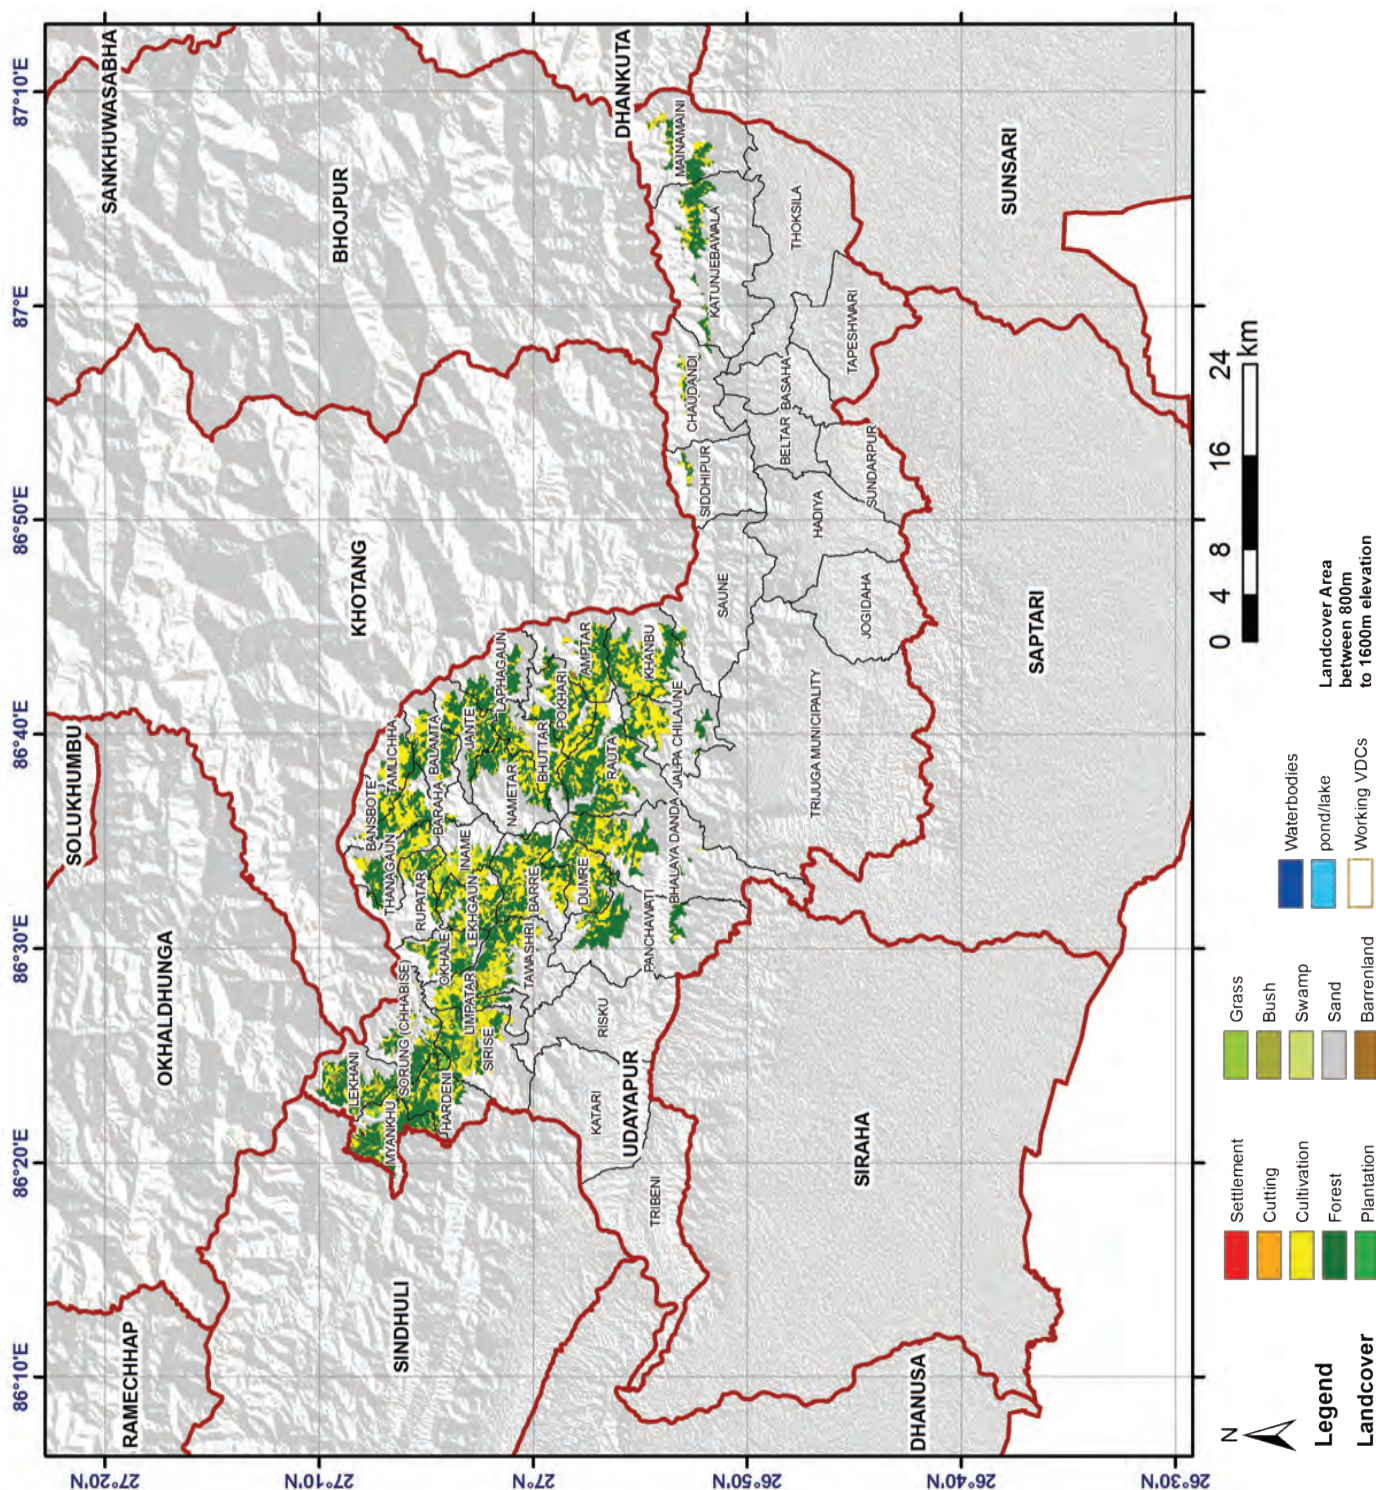 86°10'E
86°20'E
86°30'E
86°40'E
86°50'E
87°E
87°10'E
27°20'N
27°10'N
27°N
26°50'N
26°40'N
26°30'N
RAMECHHAP
SOLUKHUMBU
SANKHUWASABHA
OKHALDHUNGA
BHOJPUR
KHOTANG
SINDHULI
DHANKUTA
UDAYAPUR
SUNSARI
SAPTARI
SIRAHA
DHANUSA
LEKHANI
MYANKHU
SORUNG (CHHABISE)
HARDENI
SIRISE
LIMPATAR
OKHALE
LEKHGAUN
INAME
RUPATAR
THANAGAUN
BANSBOTE
TAMLICHHA
BARAHA
BALAMTA
JANTE
LAPHAGAUN
NAMETAR
BHUTTAR
POKHARI
AMPTAR
RAUTA
KHANBU
JALPA CHILAUNE
BHALAYA DANDA
DUMRE
BARRE
TAWASHRI
PANCHAWATI
RISKU
KATARI
TRIBENI
SAUNE
TRIJUGA MUNICIPALITY
JOGIDAHA
HADIYA
SUNDARPUR
BELTAR
BASAHA
SIDDHIPUR
CHAUDANDI
TAPESHWARI
KATUNJEBAWALA
THOKSILA
MAINAMAINI
0 4 8 16 24
km
N
Legend
Landcover
Settlement
Cutting
Cultivation
Forest
Plantation
Grass
Bush
Swamp
Sand
Barrenland
Waterbodies
pond/lake
Working VDCs
Landcover Area
between 800m
to 1600m elevation